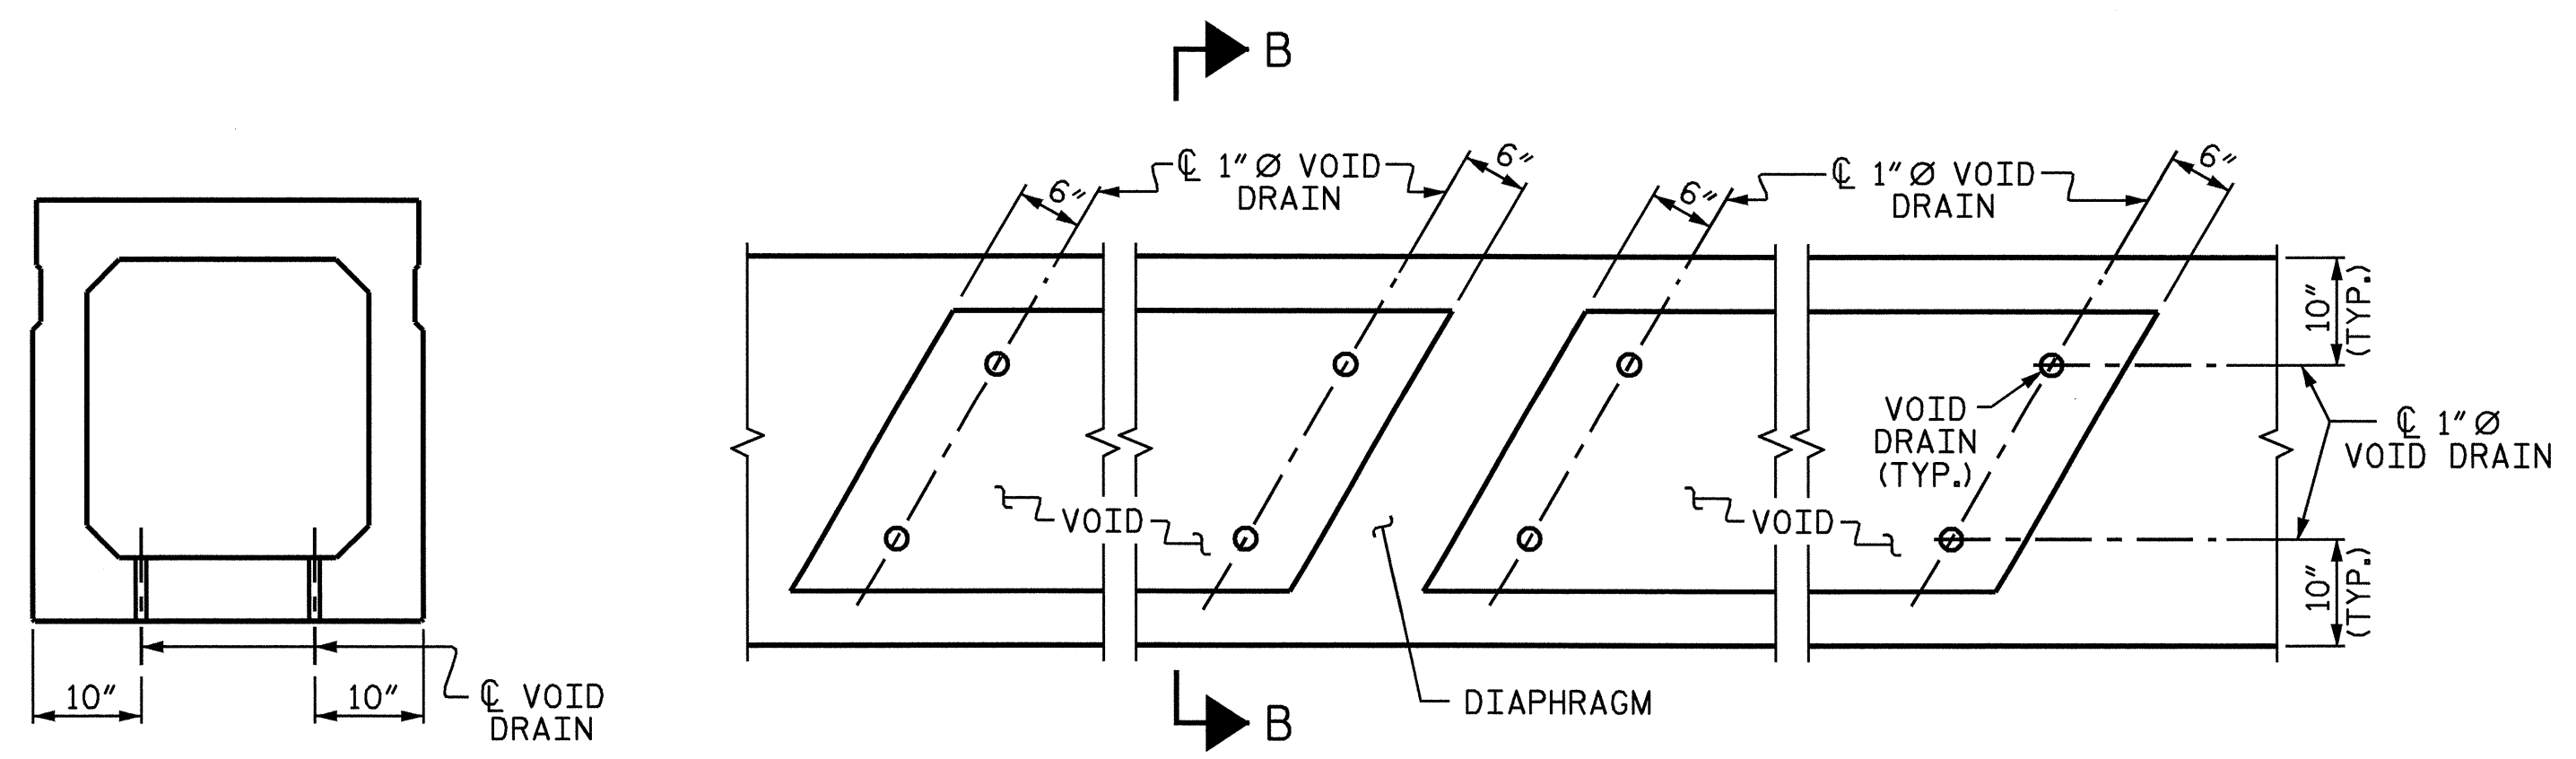 B
℄ 1" Ø VOID
DRAIN
6"
6"
℄ 1" Ø VOID
DRAIN
6"
6"
10"
(TYP.)
VOID
DRAIN
(TYP.)
℄ 1" Ø
VOID DRAIN
VOID
VOID
10"
(TYP.)
10"
10"
℄ VOID
DRAIN
DIAPHRAGM
B